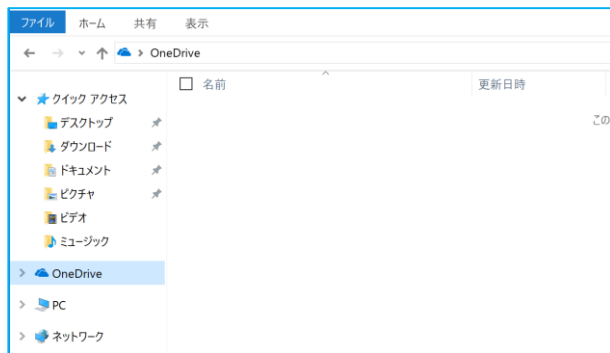 ファイル ホーム 共有 表示
OneDrive
名前 更新日時
クイック アクセス
この
デスクトップ
ダウンロード
ドキュメント
ピクチャ
ビデオ
ミュージック
OneDrive
PC
ネットワーク